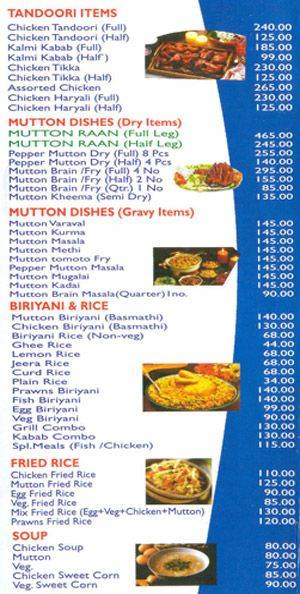 TANDOORI ITEMS
Chicken Tandoori (Full) 240.00
Chicken Tandoori (Half) 125.00
Kalmi Kabab (Full) 185.00
Kalmi Kabab (Half) 99.00
Chicken Tikka 230.00
Chicken Tikka (Half) 125.00
Assorted Chicken 265.00
Chicken Haryali (Full) 230.00
Chicken Haryali (Half) 125.00
MUTTON DISHES (Dry Items)
MUTTON RAAN (Full Leg) 465.00
MUTTON RAAN (Half Leg) 245.00
Pepper Mutton Dry (Full) 8 Pcs 255.00
Pepper Mutton Dry (Half) 4 Pcs 140.00
Mutton Brain /Fry (Full) 4 No 295.00
Mutton Brain /Fry (Half) 2 No 155.00
Mutton Brain /Fry (Qtr.) 1 No 85.00
Mutton Kheema (Semi Dry) 135.00
MUTTON DISHES (Gravy Items)
Mutton Varaval 145.00
Mutton Kurma 145.00
Mutton Masala 145.00
Mutton Methi 145.00
Mutton tomato Fry 145.00
Pepper Mutton Masala 145.00
Mutton Mugalai 145.00
Mutton Kadai 145.00
Mutton Brain Masala(Quarter)1no. 90.00
BIRIYANI & RICE
Mutton Biriyani (Basmathi) 140.00
Chicken Biriyani (Basmathi) 130.00
Biriyani Rice (Non-veg) 68.00
Ghee Rice 44.00
Lemon Rice 68.00
Jeera Rice 68.00
Curd Rice 68.00
Plain Rice 34.00
Prawns Biriyani 140.00
Fish Biriyani 140.00
Egg Biriyani 99.00
Veg Biriyani 90.00
Grill Combo 130.00
Kabab Combo 130.00
Spl.Meals (Fish /Chicken) 115.00
FRIED RICE
Chicken Fried Rice 110.00
Mutton Fried Rice 125.00
Egg Fried Rice 90.00
Veg. Fried Rice 85.00
Mix Fried Rice (Egg+Veg+Chicken+Mutton) 130.00
Prawns Fried Rice 120.00
SOUP
Chicken Soup 80.00
Mutton 80.00
Veg. 75.00
Chicken Sweet Corn 85.00
Veg. Sweet Corn 90.00